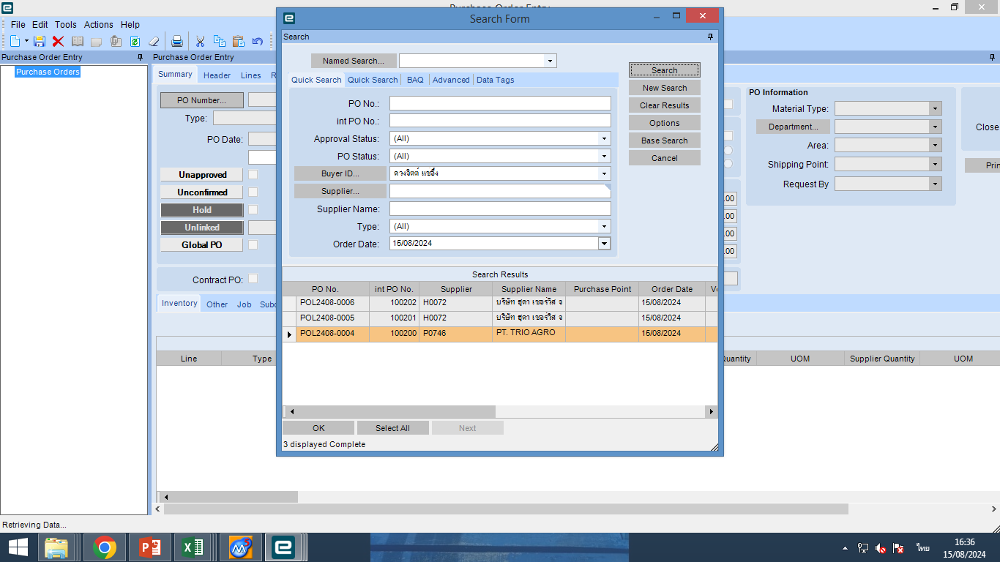 Purchase Order Entry
File Edit Tools Actions Help
Purchase Order Entry
Purchase Orders
Purchase Order Entry
Summary Header Lines
PO Number...
Type:
PO Date:
Unapproved
Unconfirmed
Hold
Unlinked
Global PO
Contract PO:
Inventory Other Job
Line Type
Search Form
Search
Named Search...
Quick Search Quick Search BAQ Advanced Data Tags
PO No.:
int PO No.:
Approval Status: (All)
PO Status: (All)
Buyer ID... ดวงจิตต์ แซ่อึ้ง
Supplier...
Supplier Name:
Type: (All)
Order Date: 15/08/2024
Search
New Search
Clear Results
Options
Base Search
Cancel
Search Results
PO No. int PO No. Supplier Supplier Name Purchase Point Order Date
POL2408-0006 100202 H0072 บริษัท ฮุดา เซอร์วิส จ 15/08/2024
POL2408-0005 100201 H0072 บริษัท ฮุดา เซอร์วิส จ 15/08/2024
POL2408-0004 100200 P0746 PT. TRIO AGRO 15/08/2024
OK Select All Next
3 displayed Complete
PO Information
Material Type:
Department...
Area:
Shipping Point:
Request By
Close
.00
.00
.00
.00
UOM Supplier Quantity UOM
Retrieving Data...
ไทย
16:36
15/08/2024